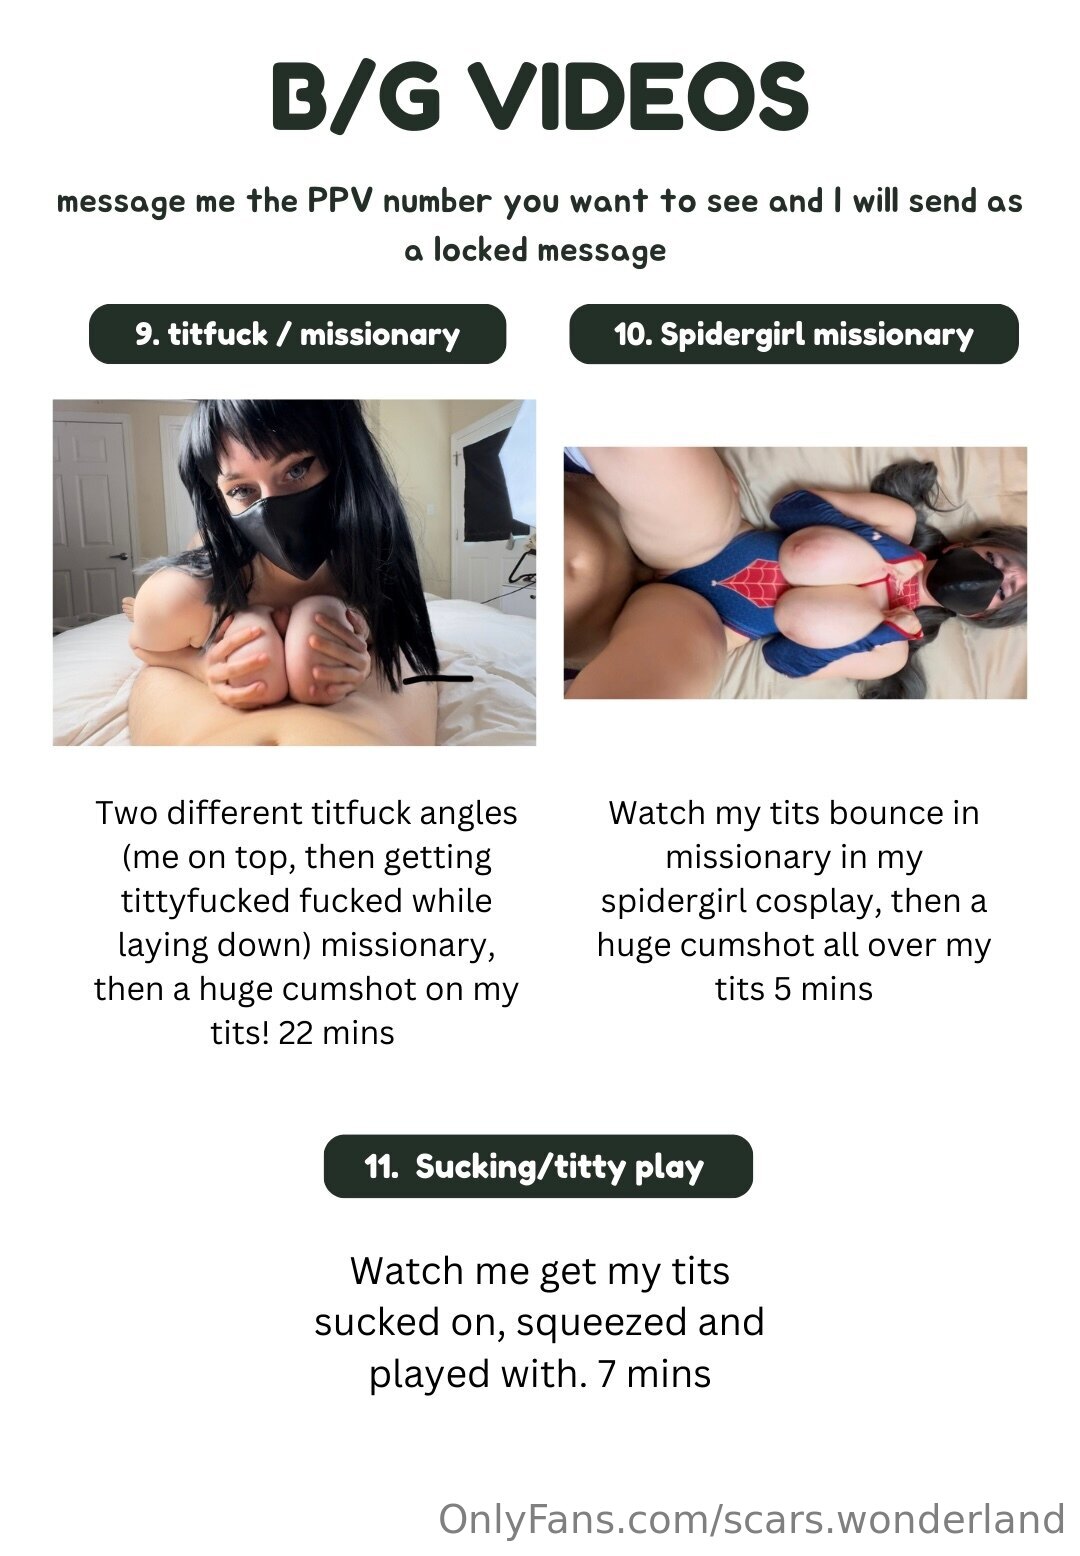 B/G VIDEOS
message me the PPV number you want to see and I will send as
a locked message
9. titfuck / missionary
10. Spidergirl missionary
Two different titfuck angles
(me on top, then getting
tittyfucked fucked while
laying down) missionary,
then a huge cumshot on my
tits! 22 mins
Watch my tits bounce in
missionary in my
spidergirl cosplay, then a
huge cumshot all over my
tits 5 mins
11. Sucking/titty play
Watch me get my tits
sucked on, squeezed and
played with. 7 mins
OnlyFans.com/scars.wonderland